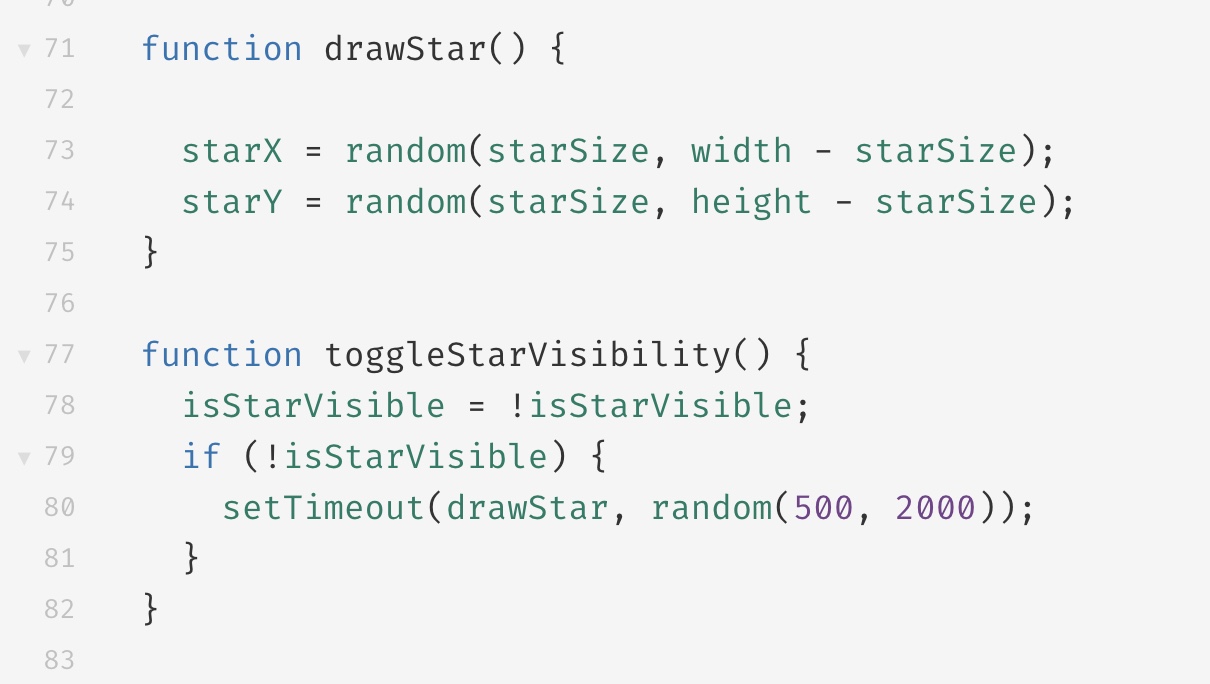 71 function drawStar() {
72
73 starX = random(starSize, width - starSize);
74 starY = random(starSize, height - starSize);
75 }
76
77 function toggleStarVisibility() {
78 isStarVisible = !isStarVisible;
79 if (!isStarVisible) {
80 setTimeout(drawStar, random(500, 2000));
81 }
82 }
83